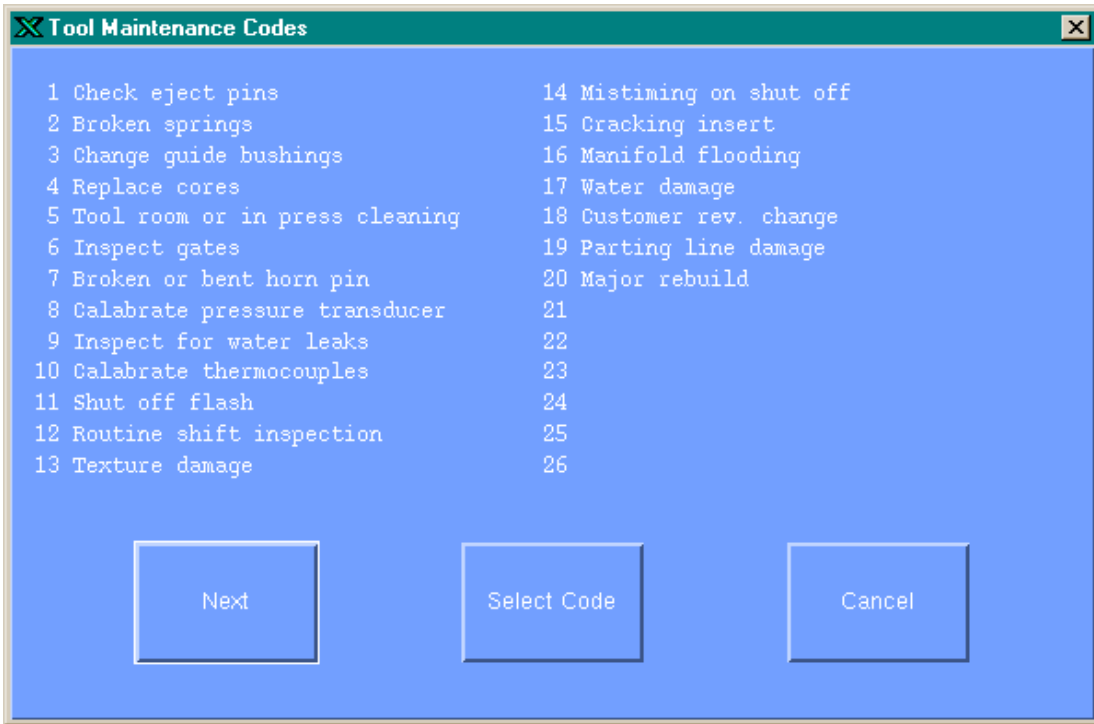 Tool Maintenance Codes
1 Check eject pins
2 Broken springs
3 Change guide bushings
4 Replace cores
5 Tool room or in press cleaning
6 Inspect gates
7 Broken or bent horn pin
8 Calabrate pressure transducer
9 Inspect for water leaks
10 Calabrate thermocouples
11 Shut off flash
12 Routine shift inspection
13 Texture damage
14 Mistiming on shut off
15 Cracking insert
16 Manifold flooding
17 Water damage
18 Customer rev. change
19 Parting line damage
20 Major rebuild
21
22
23
24
25
26
Next
Select Code
Cancel